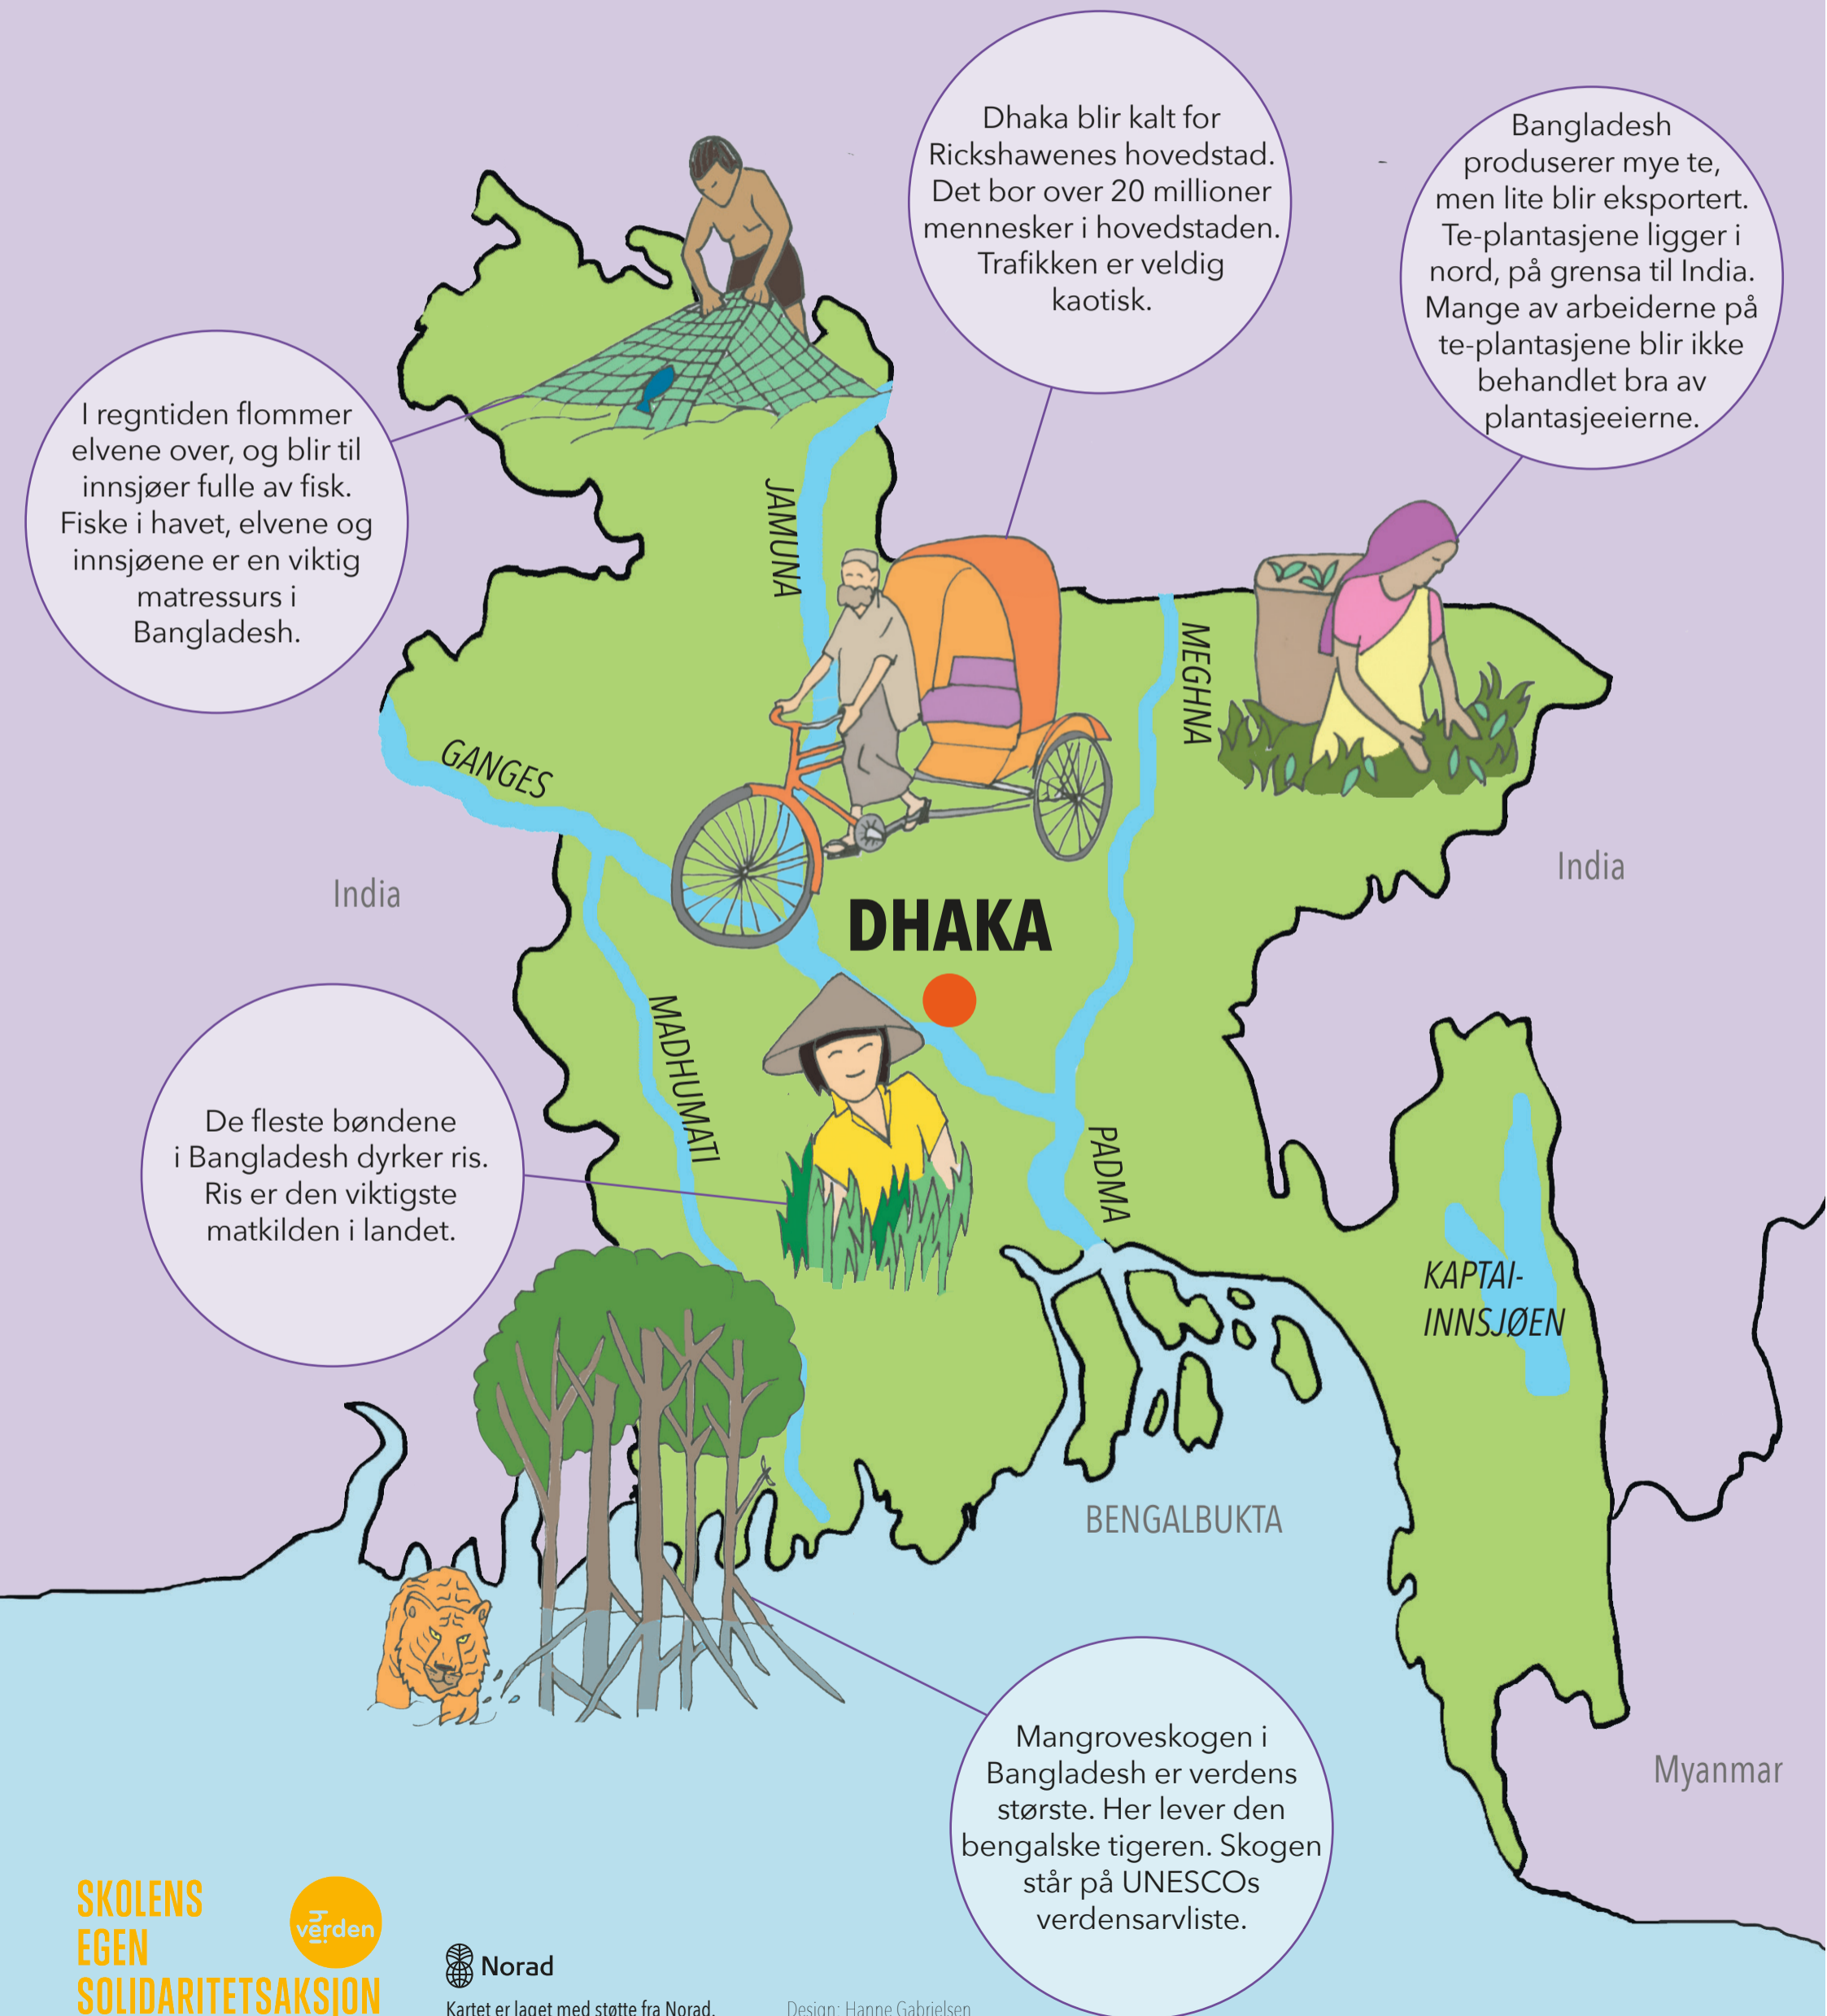 Dhaka blir kalt for
Rickshawenes hovedstad.
Det bor over 20 millioner
mennesker i hovedstaden.
Trafikken er veldig
kaotisk.
Bangladesh
produserer mye te,
men lite blir eksportert.
Te-plantasjene ligger i
nord, på grensa til India.
Mange av arbeiderne på
te-plantasjene blir ikke
behandlet bra av
plantasjeeierne.
I regntiden flommer
elvene over, og blir til
innsjøer fulle av fisk.
Fiske i havet, elvene og
innsjøene er en viktig
matressurs i
Bangladesh.
JAMUNA
MEGHNA
GANGES
India
India
DHAKA
MADHUMATI
De fleste bøndene
i Bangladesh dyrker ris.
Ris er den viktigste
matkilden i landet.
PADMA
KAPTAI-
INNSJØEN
BENGALBUKTA
Mangroveskogen i
Bangladesh er verdens
største. Her lever den
bengalske tigeren. Skogen
står på UNESCOs
verdensarvliste.
Myanmar
SKOLENS
EGEN
SOLIDARITETSAKSJON
verden
Norad
Kartet er laget med støtte fra Norad.
Design: Hanne Gabrielsen